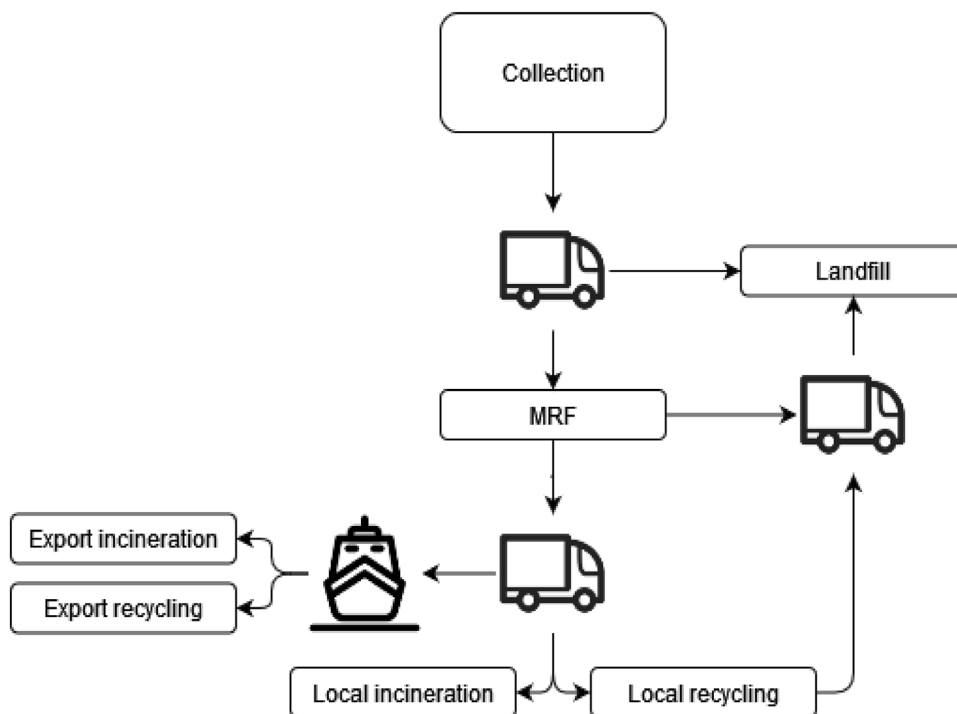 Collection
Landfill
MRF
Export incineration
Export recycling
Local incineration
Local recycling